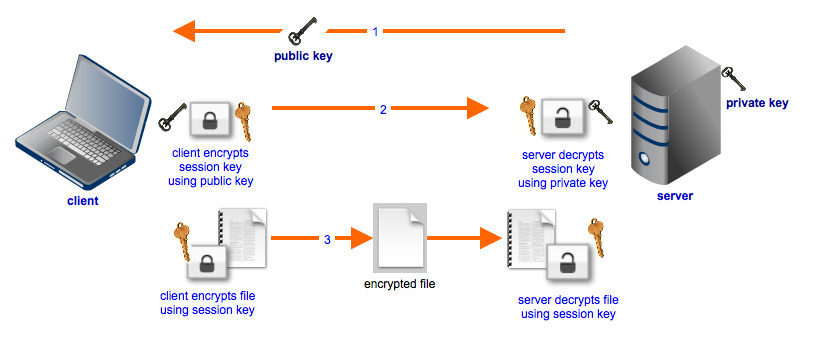 1
public key
private key
2
client encrypts
session key
using public key
server decrypts
session key
using private key
client
server
3
encrypted file
client encrypts file
using session key
server decrypts file
using session key